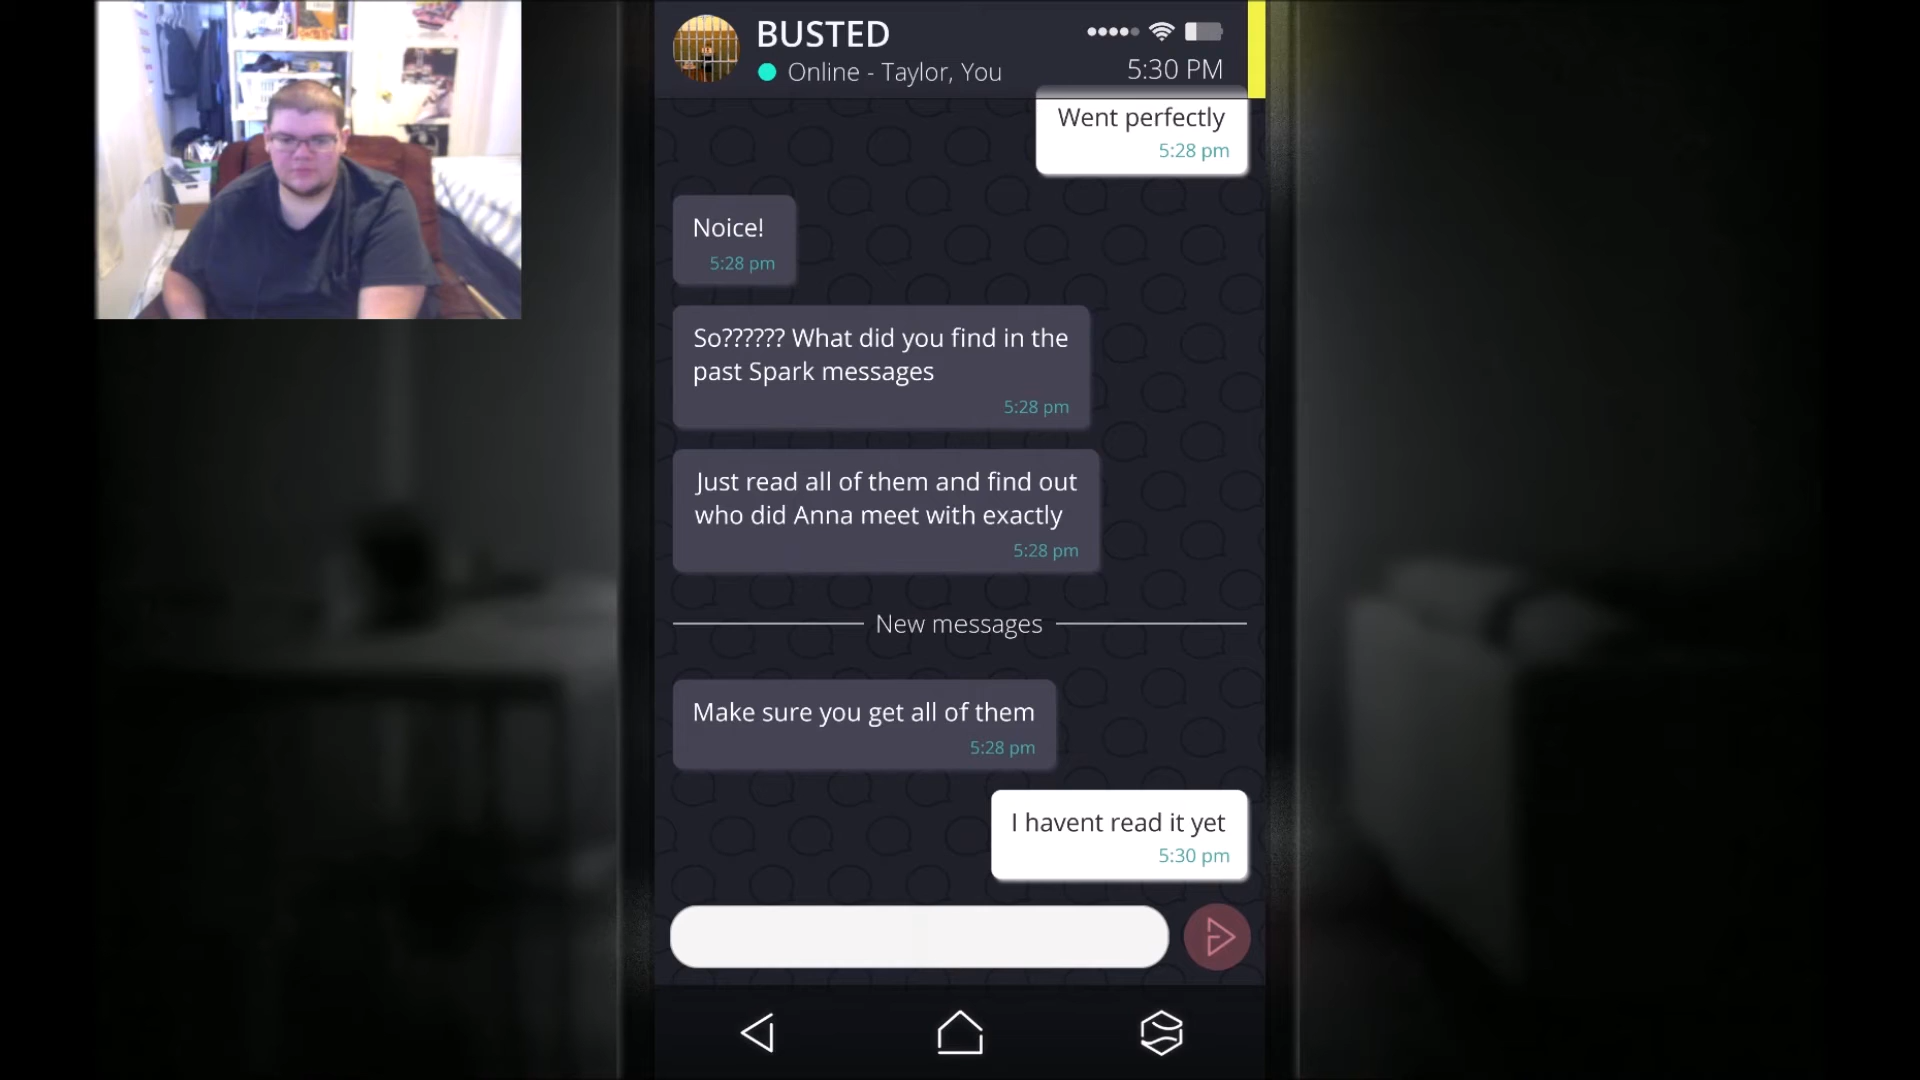 BUSTED
Online - Taylor, You
5:30 PM
Went perfectly
5:28 pm
Noice!
5:28 pm
So?????? What did you find in the
past Spark messages
5:28 pm
Just read all of them and find out
who did Anna meet with exactly
5:28 pm
New messages
Make sure you get all of them
5:28 pm
I havent read it yet
5:30 pm